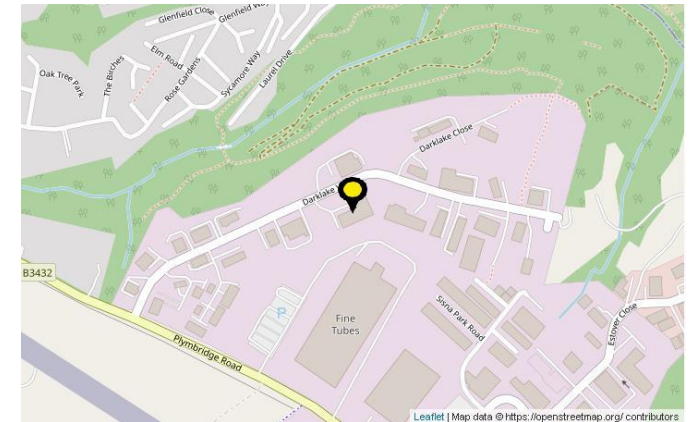 Glenfield Close
Glenfield Way
Elm Road
Oak Tree Park
The Birches
Rose Gardens
Sycamore Way
Laurel Drive
Darklake Close
Darklake
B3432
Sisna Park Road
Fine
Tubes
P
Estover Close
Plymbridge Road
Leaflet | Map data © https://openstreetmap.org/ contributors